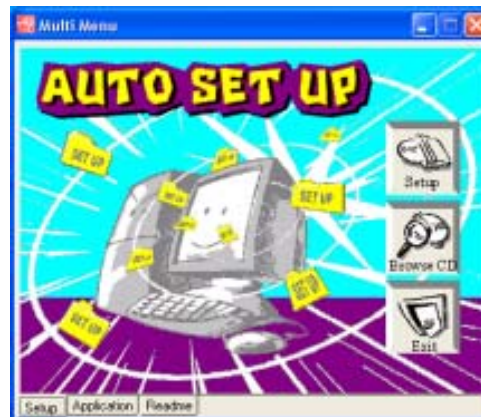 Multi Menu
AUTO SET UP
SET UP
SET UP
SET UP
SET UP
Setup
Browse CD
Exit
Setup Application Readme